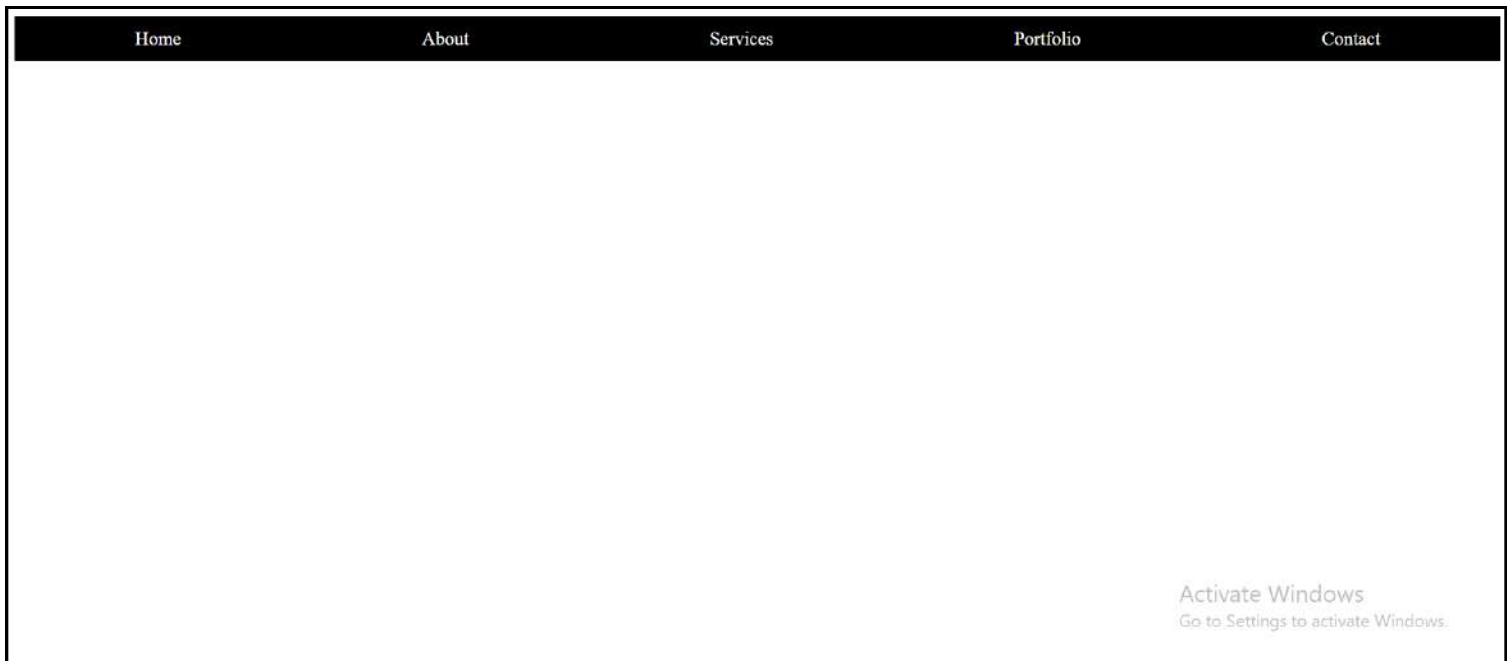 Home About Services Portfolio Contact
Activate Windows
Go to Settings to activate Windows.